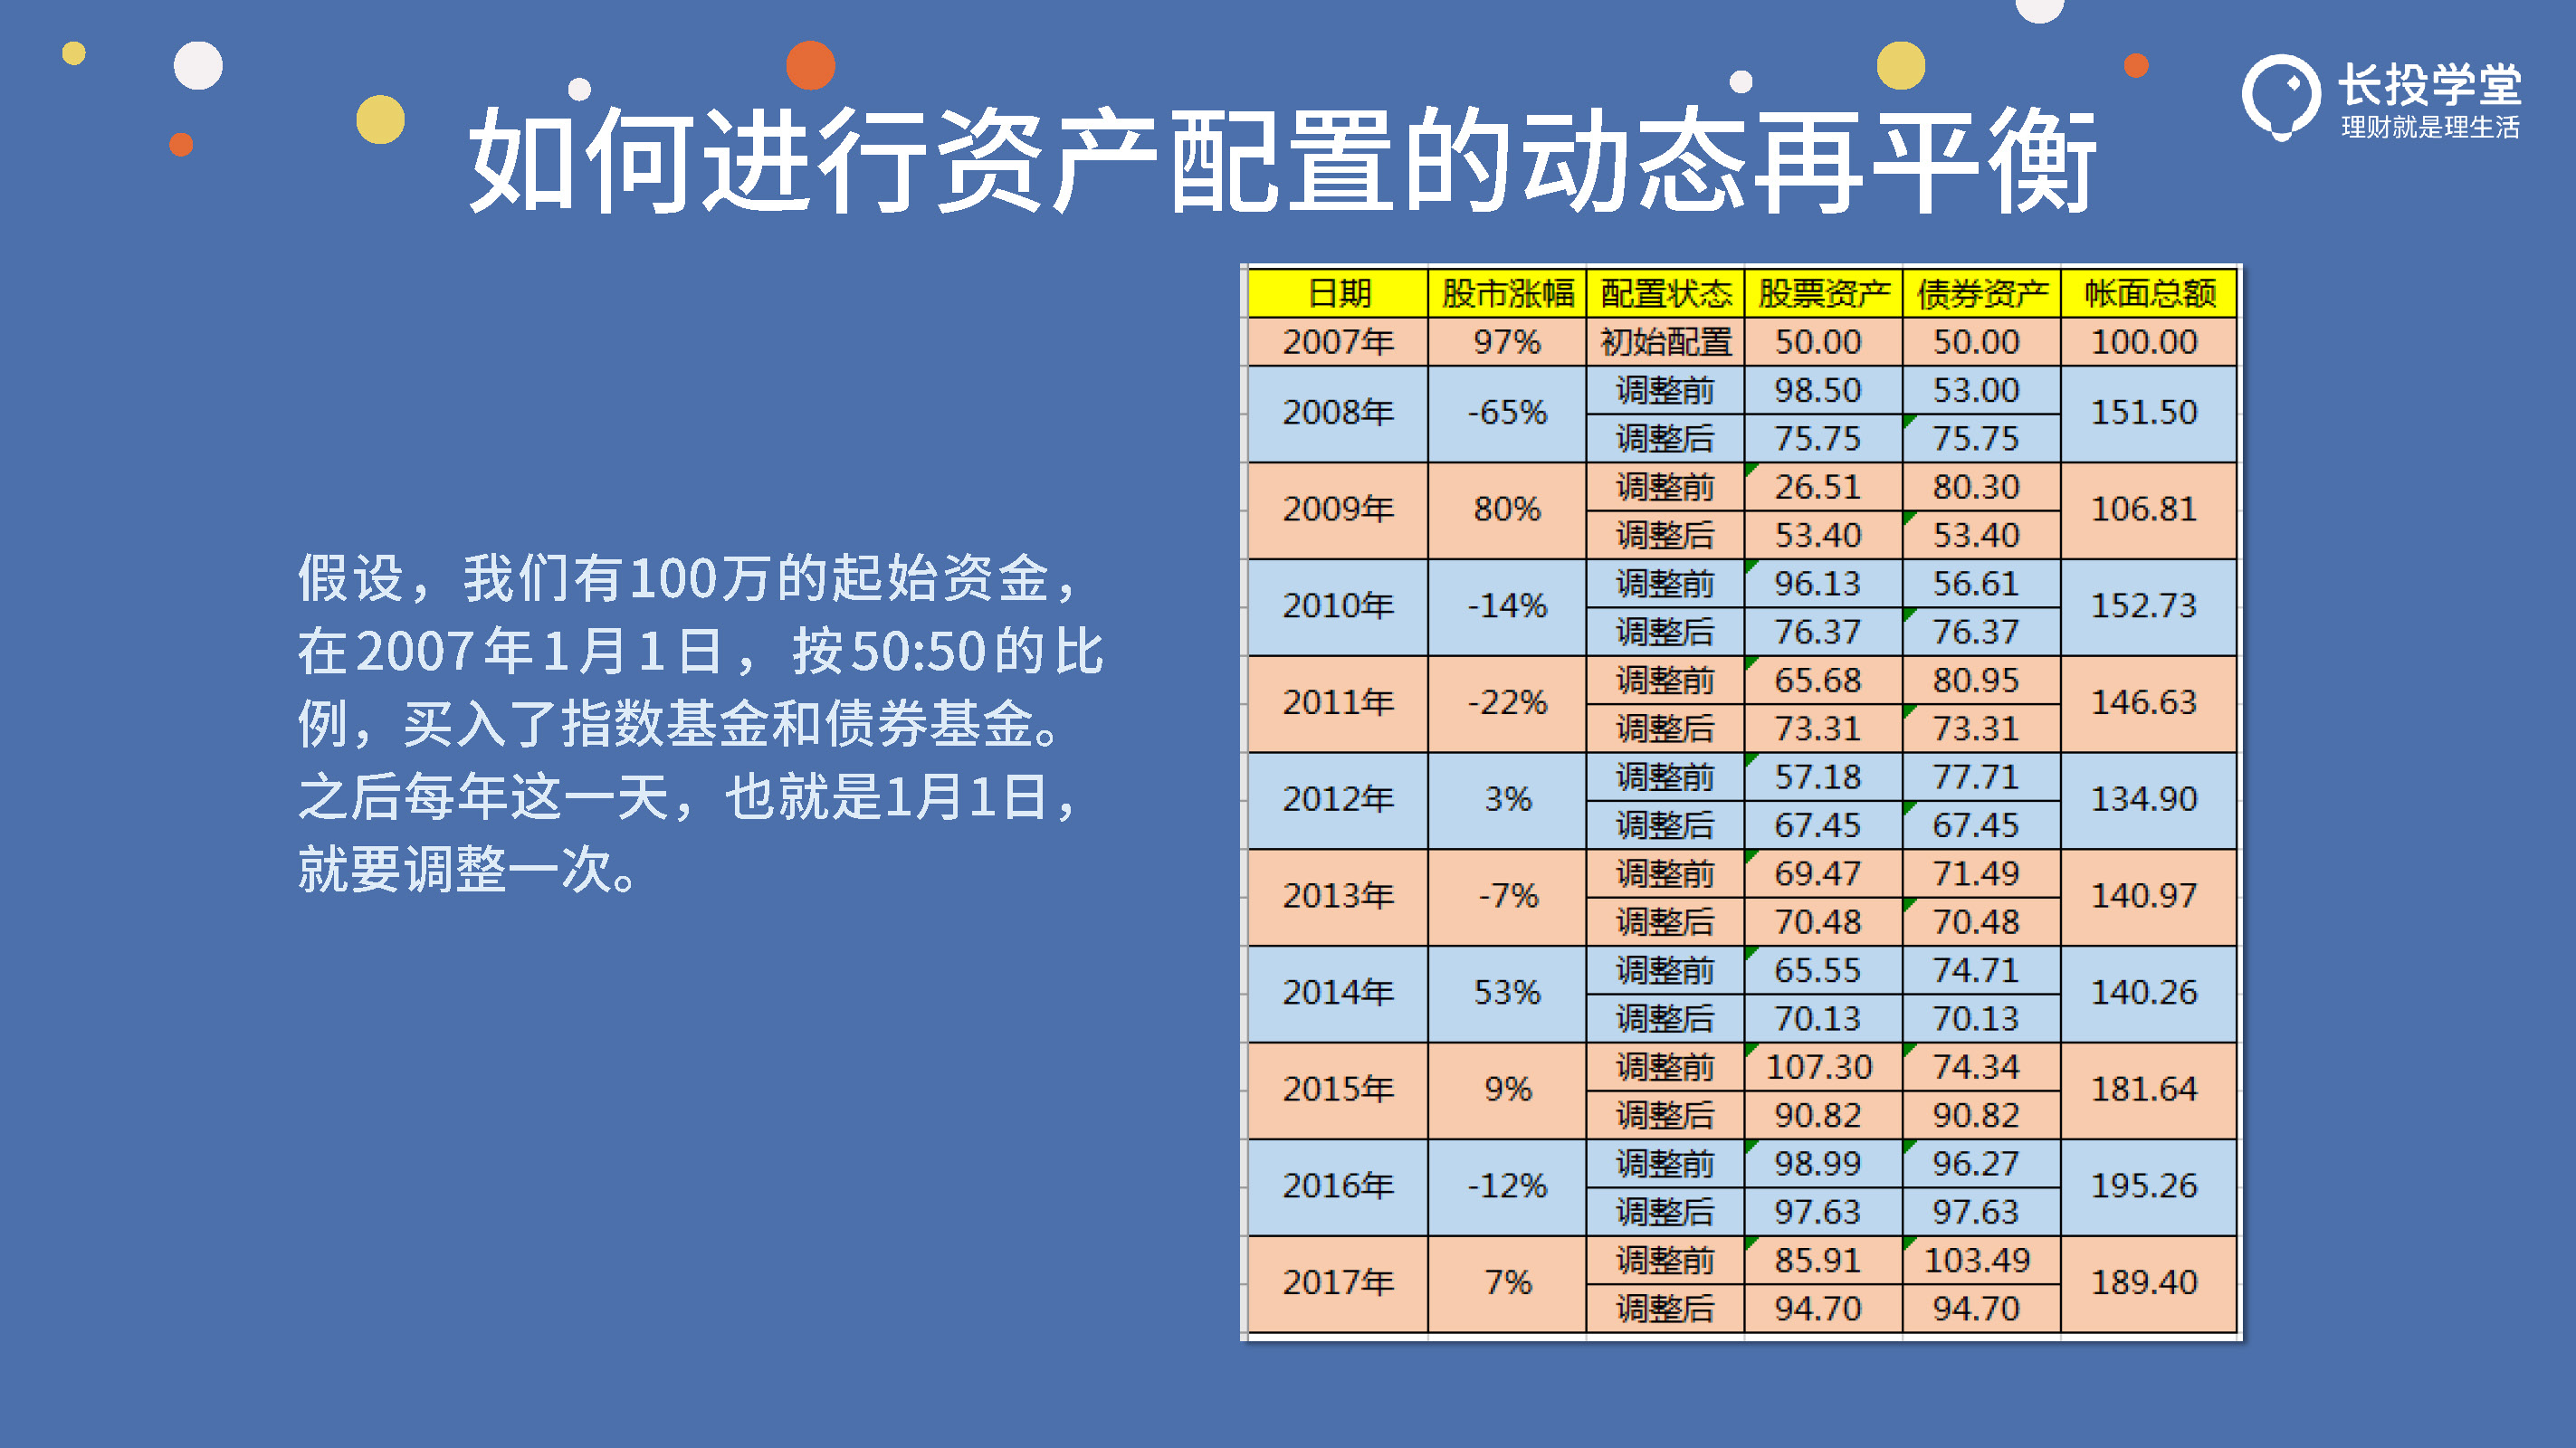 长投学堂
理财就是理生活
如何进行资产配置的动态再平衡
假设，我们有100万的起始资金，
在2007年1月1日，按50:50的比
例，买入了指数基金和债券基金。
之后每年这一天，也就是1月1日，
就要调整一次。
日期 股市涨幅 配置状态 股票资产 债券资产 帐面总额
2007年 97% 初始配置 50.00 50.00 100.00
2008年 -65% 调整前 98.50 53.00 151.50
调整后 75.75 75.75
2009年 80% 调整前 26.51 80.30 106.81
调整后 53.40 53.40
2010年 -14% 调整前 96.13 56.61 152.73
调整后 76.37 76.37
2011年 -22% 调整前 65.68 80.95 146.63
调整后 73.31 73.31
2012年 3% 调整前 57.18 77.71 134.90
调整后 67.45 67.45
2013年 -7% 调整前 69.47 71.49 140.97
调整后 70.48 70.48
2014年 53% 调整前 65.55 74.71 140.26
调整后 70.13 70.13
2015年 9% 调整前 107.30 74.34 181.64
调整后 90.82 90.82
2016年 -12% 调整前 98.99 96.27 195.26
调整后 97.63 97.63
2017年 7% 调整前 85.91 103.49 189.40
调整后 94.70 94.70